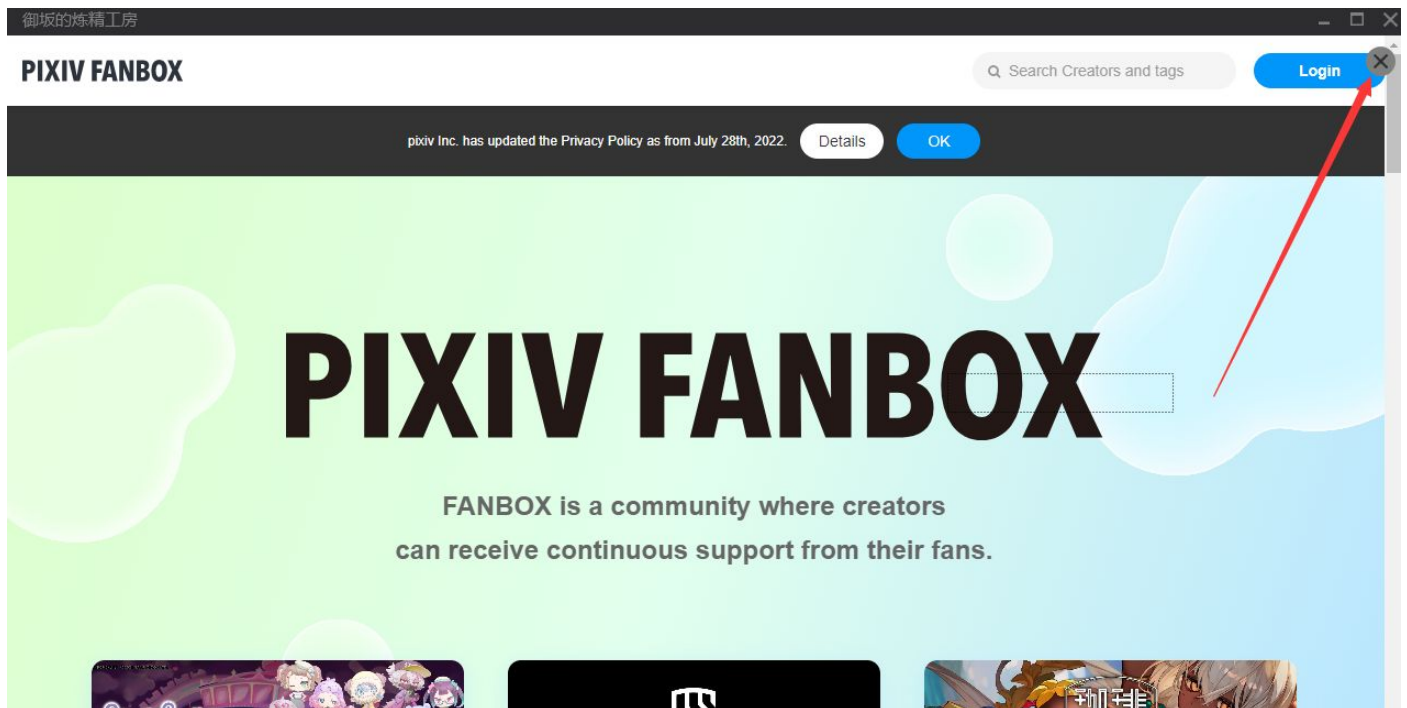 御坂的炼精工房
PIXIV FANBOX
Search Creators and tags
Login
pixiv Inc. has updated the Privacy Policy as from July 28th, 2022.
Details
OK
PIXIV FANBOX
FANBOX is a community where creators
can receive continuous support from their fans.